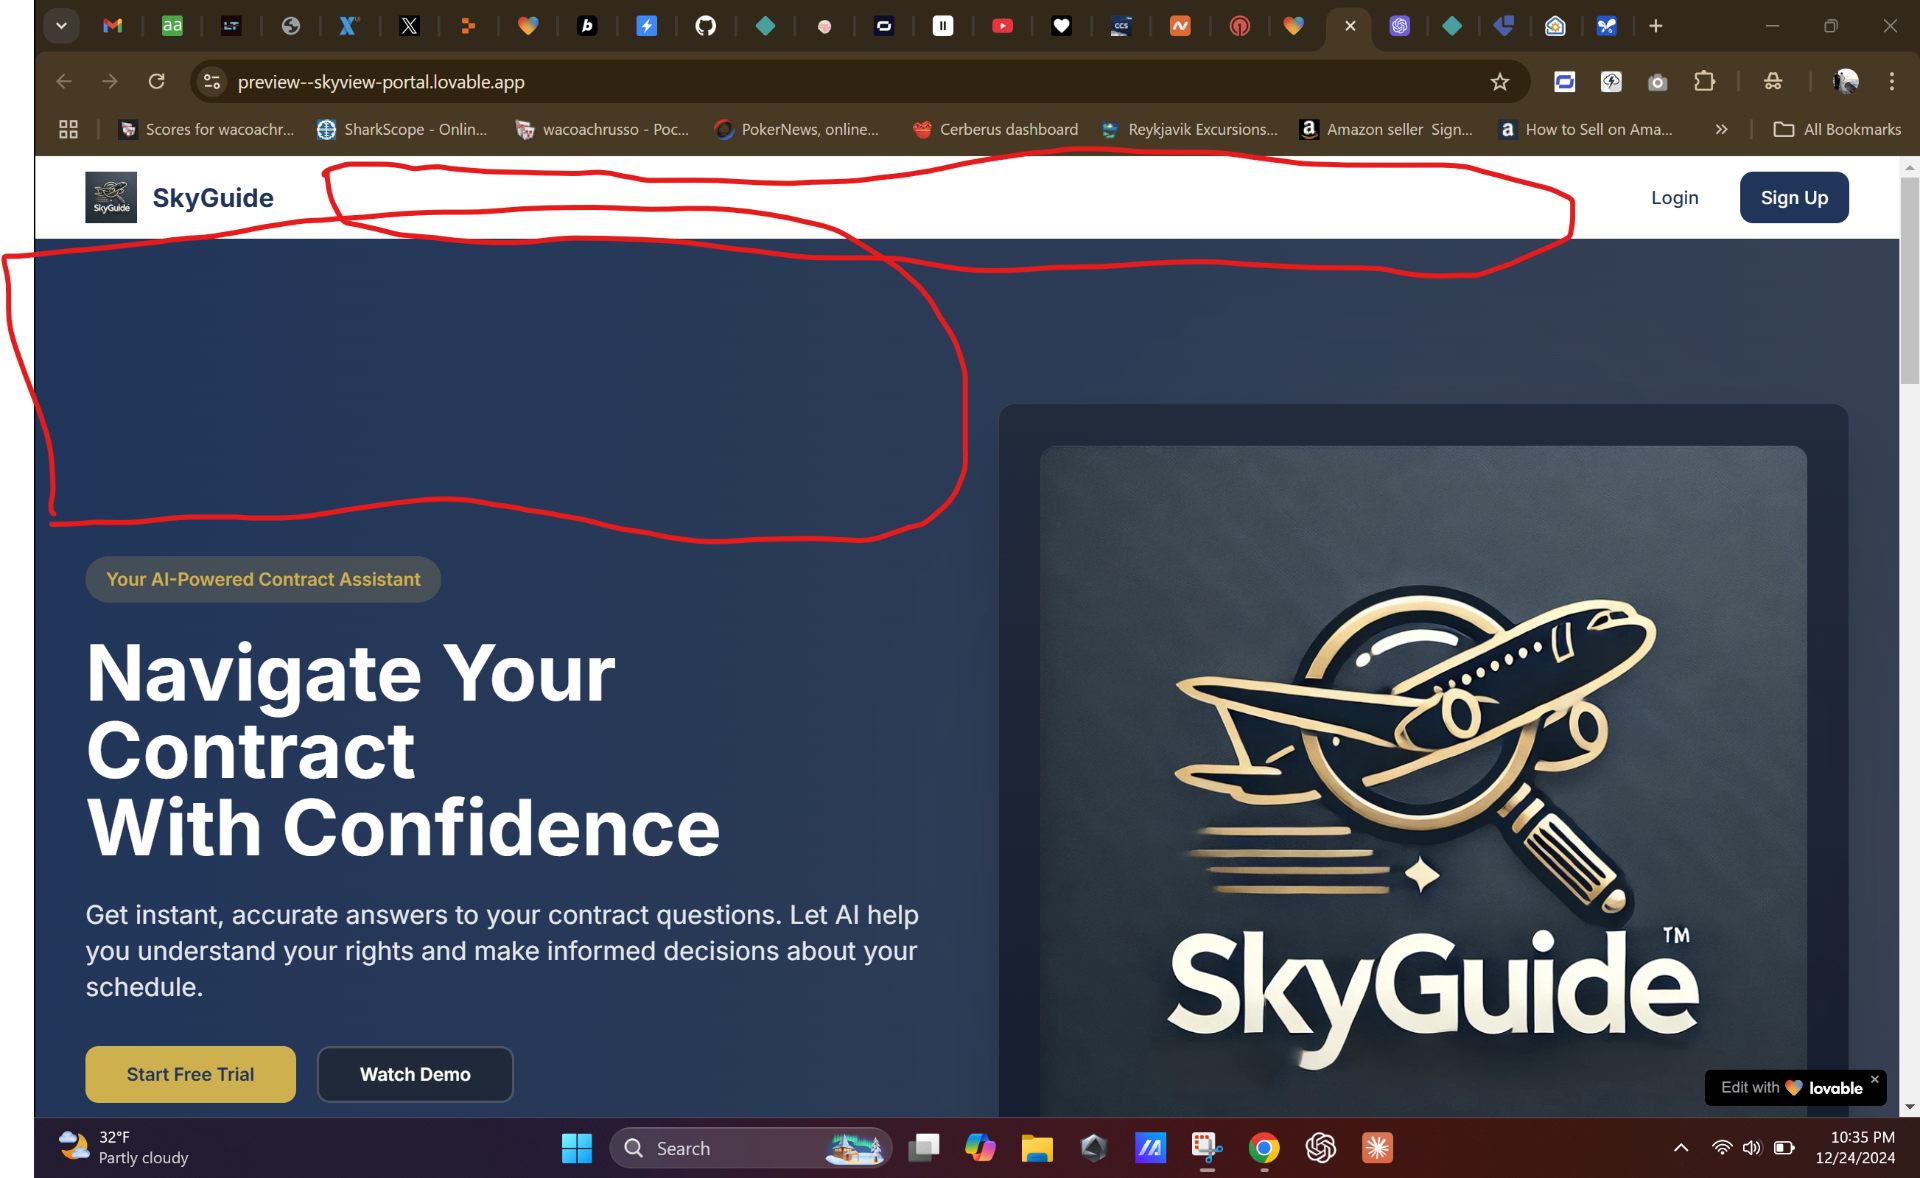 preview--skyview-portal.lovable.app
Scores for wacoachr...
SharkScope - Onlin...
wacoachrusso - Poc...
PokerNews, online...
Cerberus dashboard
Reykjavik Excursions...
Amazon seller Sign...
How to Sell on Ama...
All Bookmarks
SkyGuide
SkyGuide
Login
Sign Up
Your AI-Powered Contract Assistant
Navigate Your
Contract
With Confidence
Get instant, accurate answers to your contract questions. Let AI help
you understand your rights and make informed decisions about your
schedule.
Start Free Trial
Watch Demo
SkyGuide™
Edit with lovable
32°F
Partly cloudy
Search
10:35 PM
12/24/2024